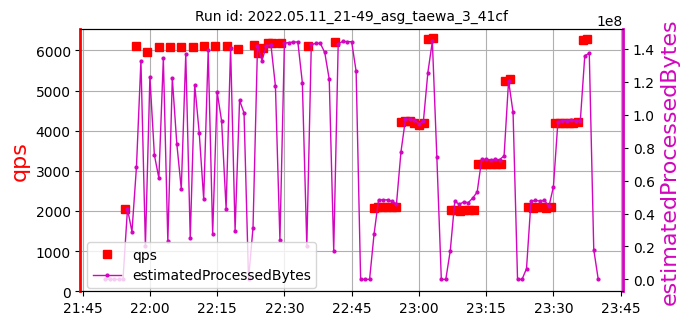 Run id: 2022.05.11_21-49_asg_taewa_3_41cf
1e8
6000
5000
4000
3000
2000
1000
0
qps
1.4
1.2
1.0
0.8
0.6
0.4
0.2
0.0
estimatedProcessedBytes
qps
estimatedProcessedBytes
21:45 22:00 22:15 22:30 22:45 23:00 23:15 23:30 23:45